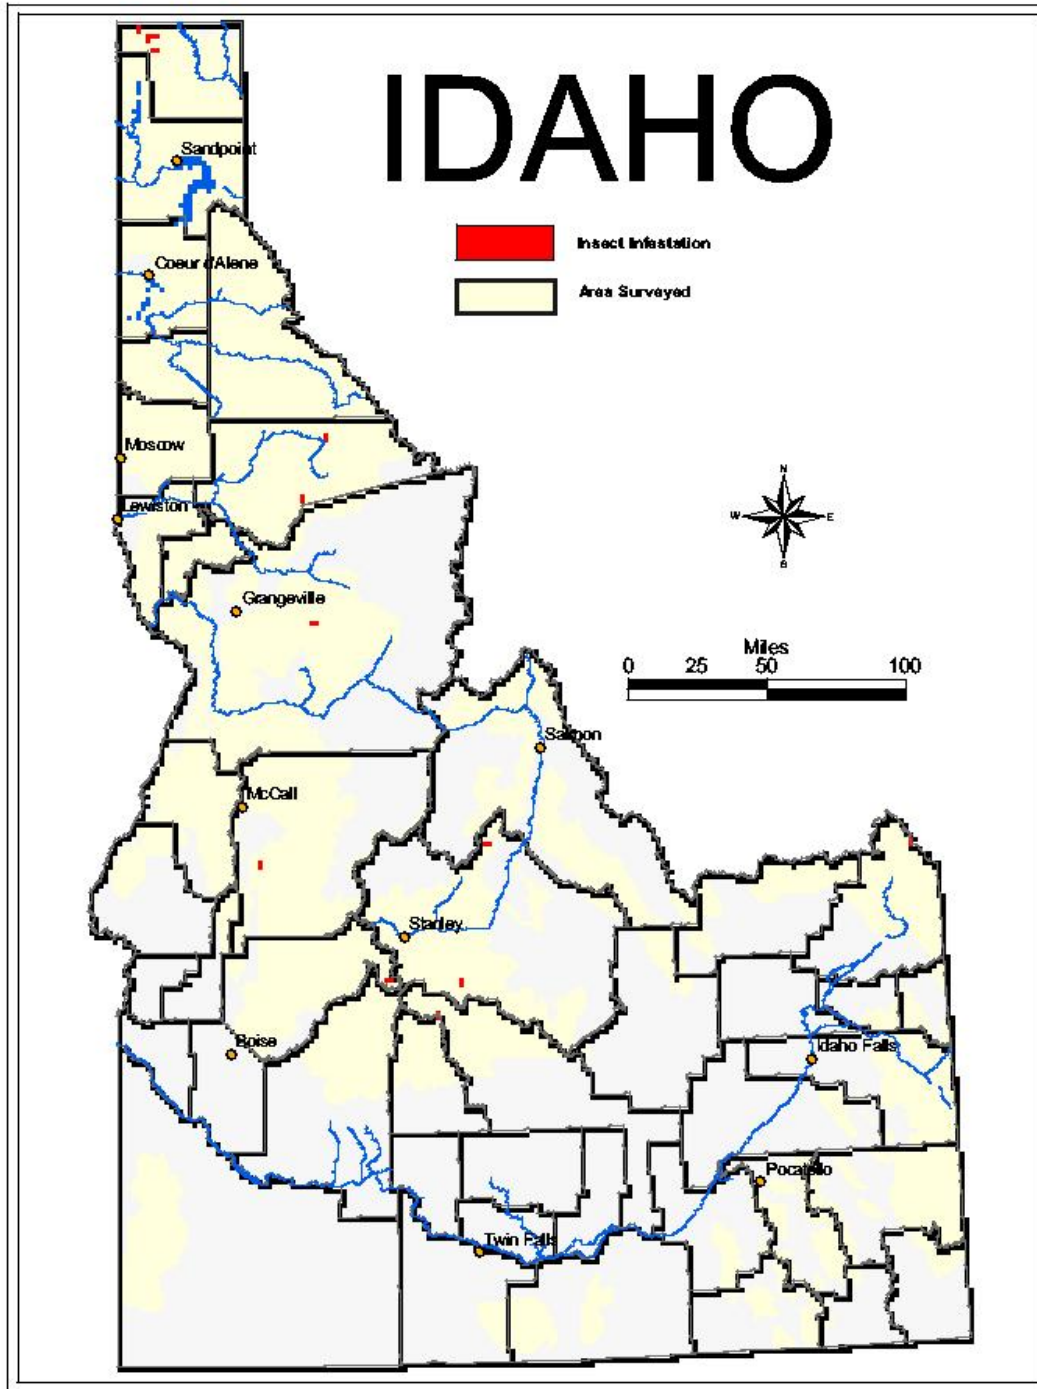 IDAHO
Insect Infestation
Area Surveyed
Sandpoint
Coeur d'Alene
Moscow
Lewiston
Grangeville
N
W E
S
Miles
0 25 50 100
Salmon
McCall
Stanley
Boise
Idaho Falls
Pocatello
Twin Falls